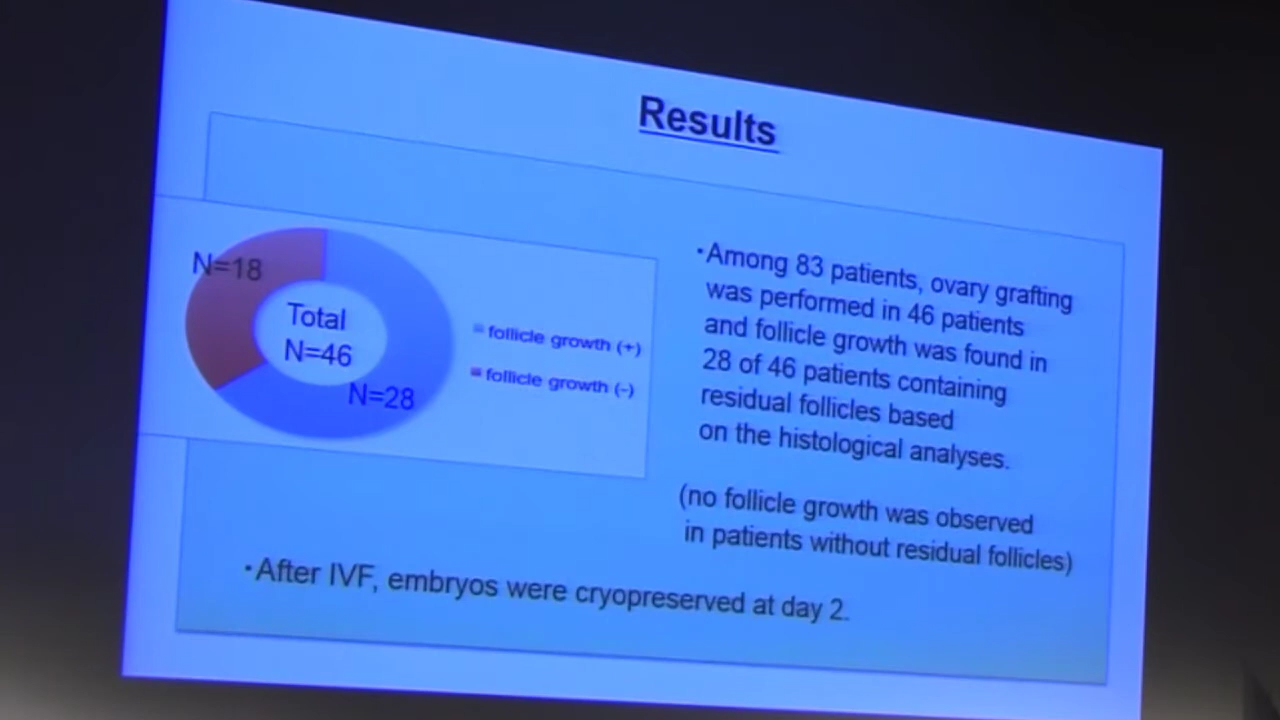 Results
N=18
Total
N=46
N=28
follicle growth (+)
follicle growth (-)
・Among 83 patients, ovary grafting
was performed in 46 patients
and follicle growth was found in
28 of 46 patients containing
residual follicles based
on the histological analyses.
(no follicle growth was observed
in patients without residual follicles)
・After IVF, embryos were cryopreserved at day 2.